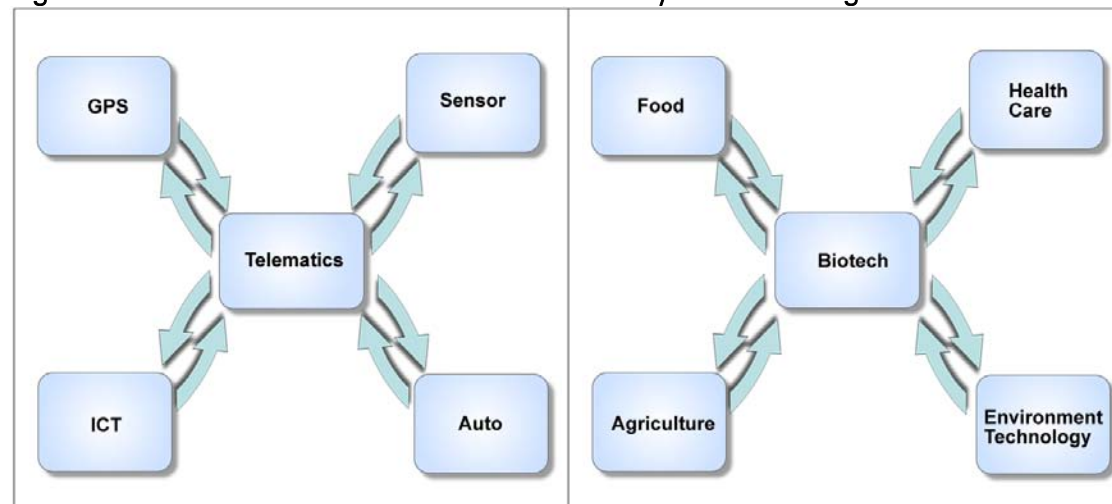 GPS
Sensor
Telematics
ICT
Auto
Food
Health
Care
Biotech
Agriculture
Environment
Technology